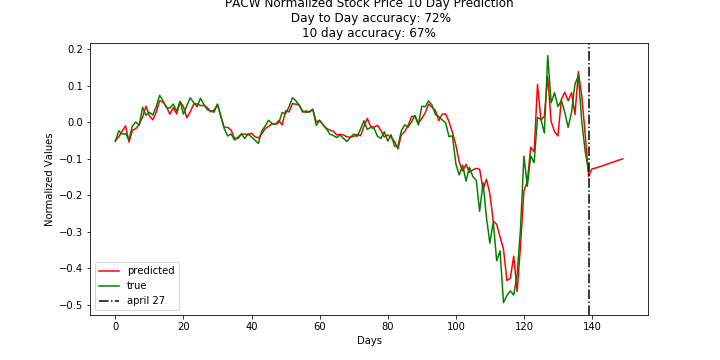 PACW Normalized Stock Price 10 Day Prediction
Day to Day accuracy: 72%
10 day accuracy: 67%
0.2
0.1
0.0
−0.1
−0.2
−0.3
−0.4
−0.5
Normalized Values
predicted
true
april 27
0 20 40 60 80 100 120 140
Days